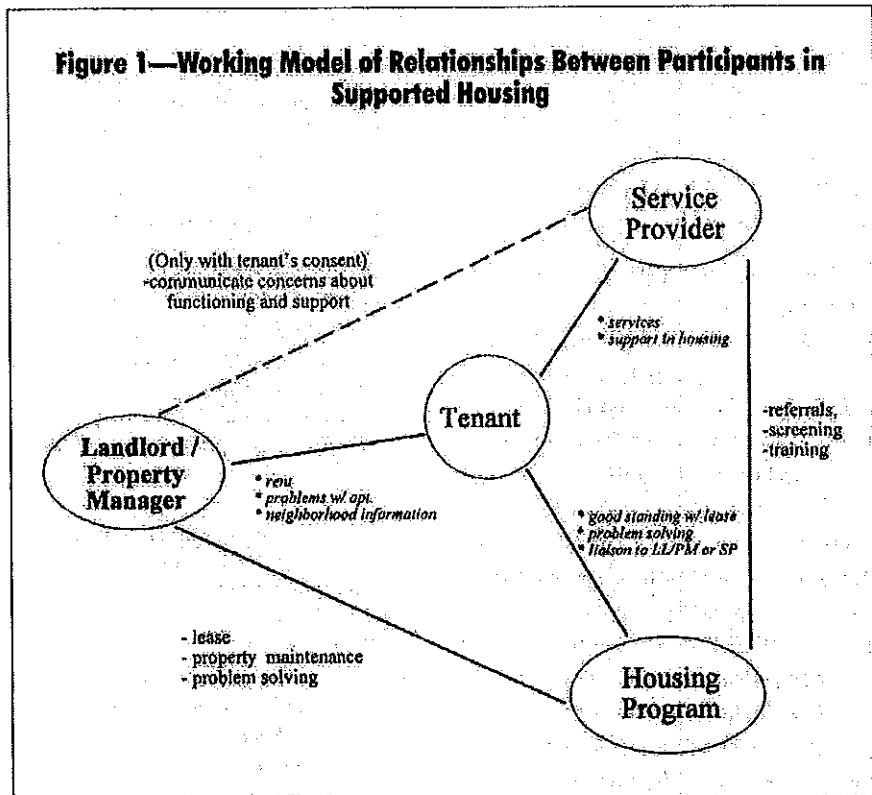 Figure 1—Working Model of Relationships Between Participants in
Supported Housing
Service
Provider
(Only with tenant's consent)
-communicate concerns about
functioning and support
* services
* support in housing
Tenant
-referrals,
-screening
-training
Landlord /
Property
Manager
* rent
* problems w/ apt.
* neighborhood information
* good standing w/ lease
* problem solving
* liaison to LL/PM or SP
- lease
- property maintenance
- problem solving
Housing
Program